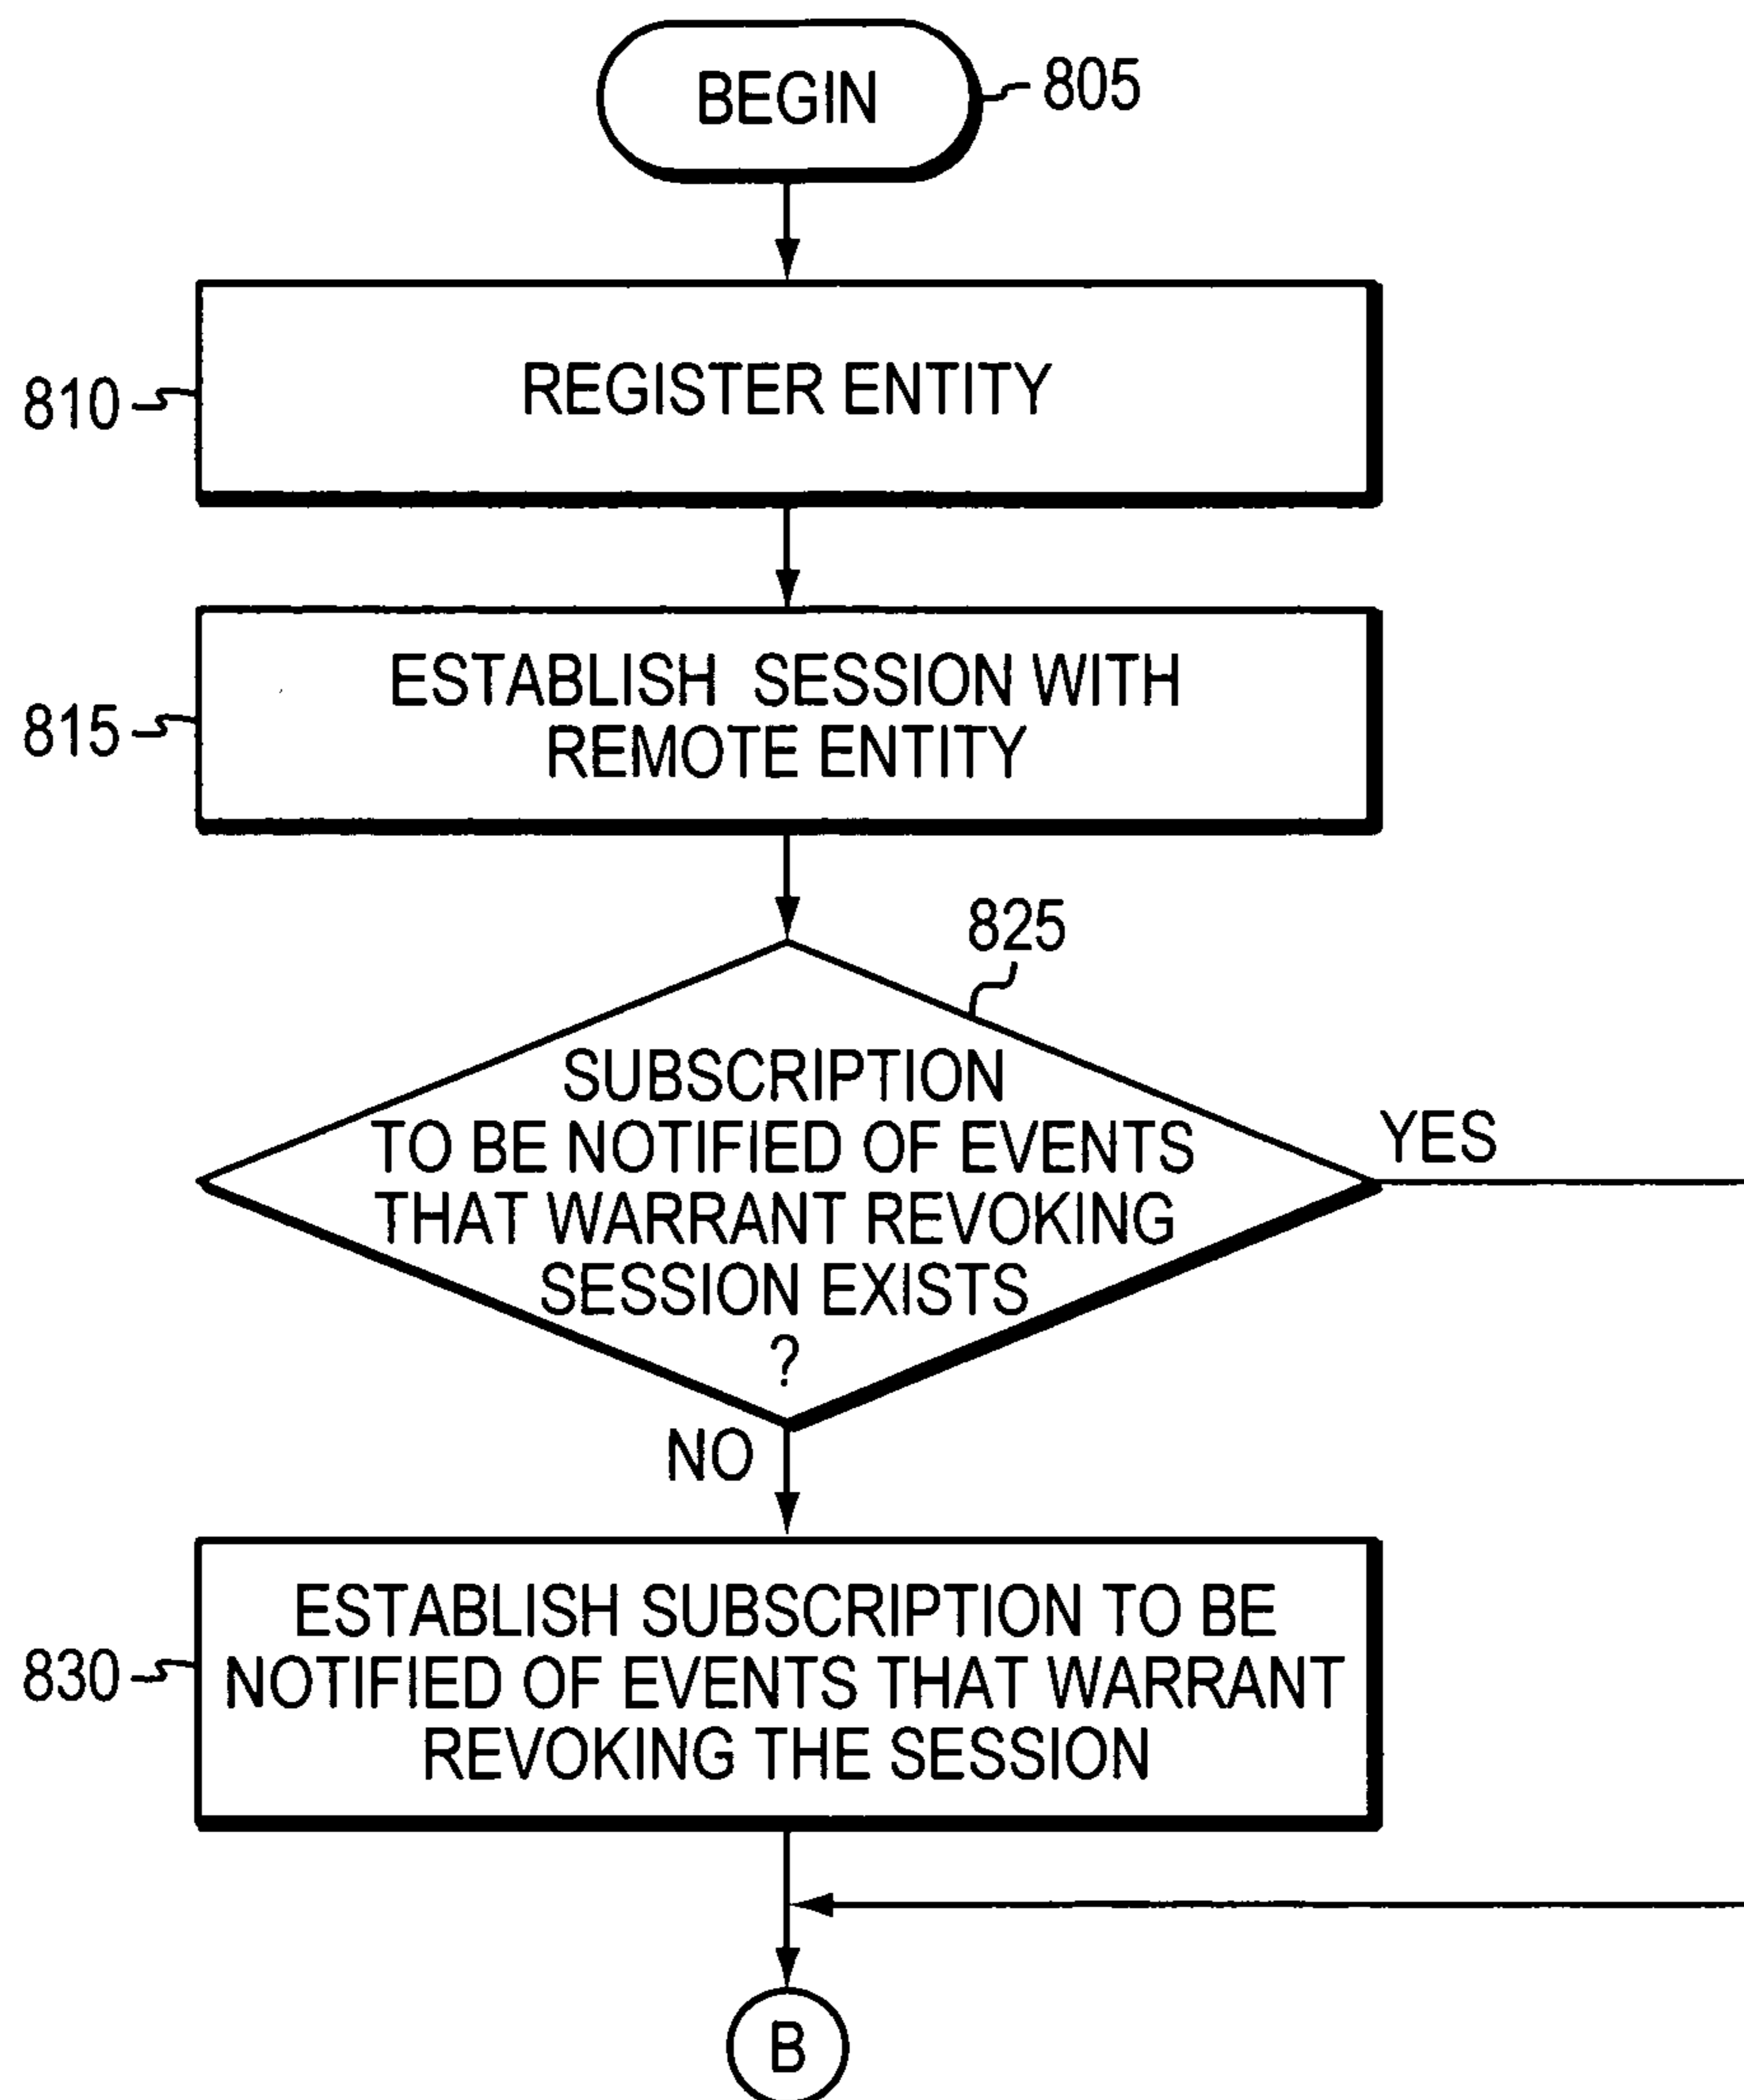 BEGIN
805
810
REGISTER ENTITY
815
ESTABLISH SESSION WITH
REMOTE ENTITY
825
SUBSCRIPTION
TO BE NOTIFIED OF EVENTS
THAT WARRANT REVOKING
SESSION EXISTS
?
YES
NO
830
ESTABLISH SUBSCRIPTION TO BE
NOTIFIED OF EVENTS THAT WARRANT
REVOKING THE SESSION
B